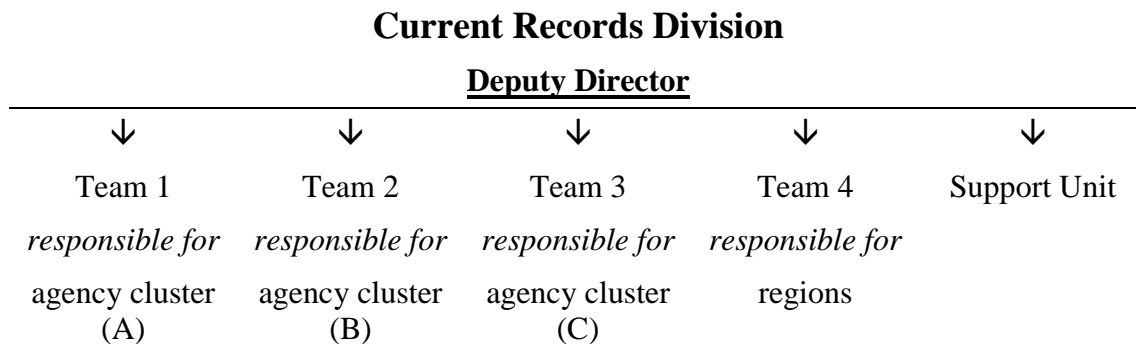 Current Records Division
Deputy Director
↓ ↓ ↓ ↓ ↓
Team 1 Team 2 Team 3 Team 4 Support Unit
responsible for responsible for responsible for responsible for
agency cluster agency cluster agency cluster regions
(A) (B) (C)